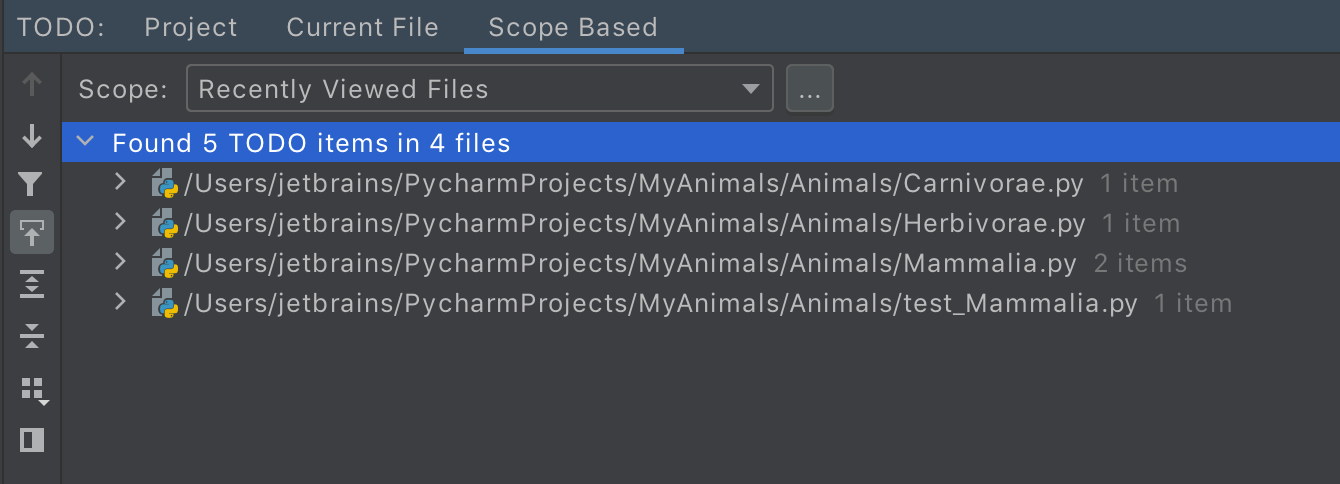 TODO: Project Current File Scope Based
Scope: Recently Viewed Files ...
Found 5 TODO items in 4 files
/Users/jetbrains/PycharmProjects/MyAnimals/Animals/Carnivorae.py 1 item
/Users/jetbrains/PycharmProjects/MyAnimals/Animals/Herbivorae.py 1 item
/Users/jetbrains/PycharmProjects/MyAnimals/Animals/Mammalia.py 2 items
/Users/jetbrains/PycharmProjects/MyAnimals/Animals/test_Mammalia.py 1 item